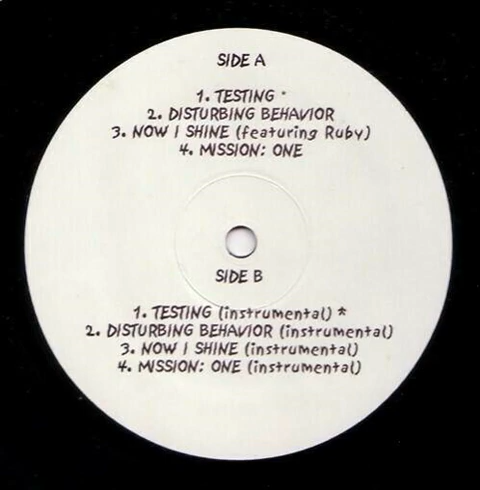 SIDE A
1. TESTING *
2. DISTURBING BEHAVIOR
3. NOW I SHINE (featuring Ruby)
4. MISSION: ONE
SIDE B
1. TESTING (instrumental) *
2. DISTURBING BEHAVIOR (instrumental)
3. NOW I SHINE (instrumental)
4. MISSION: ONE (instrumental)